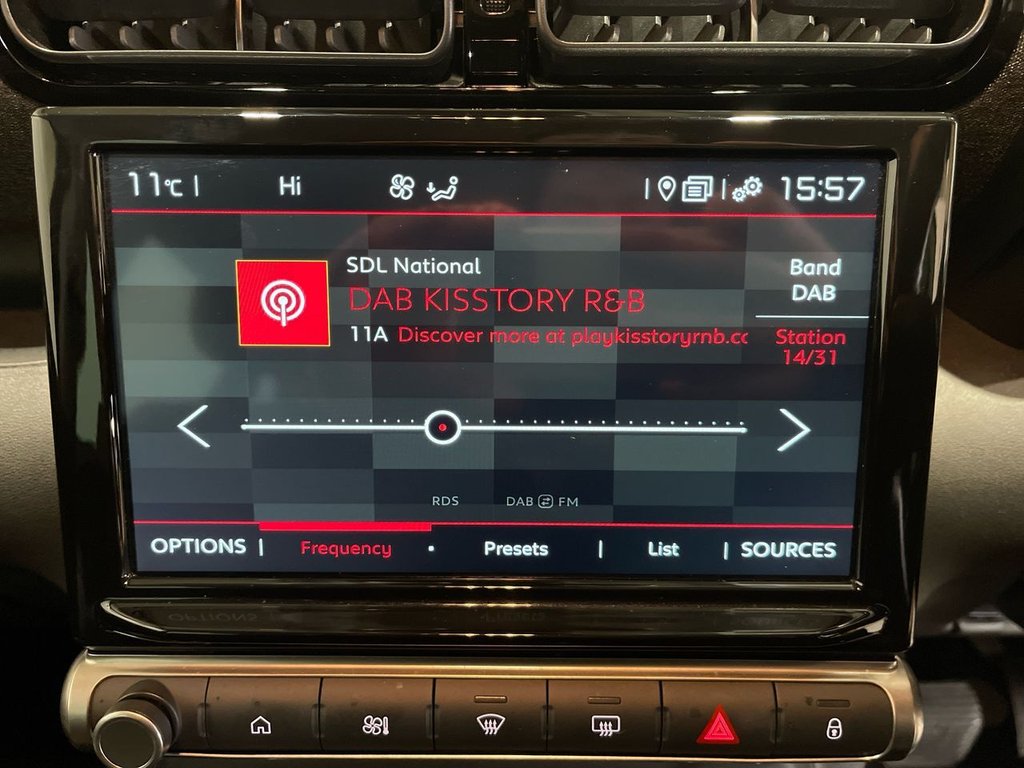 11°C | Hi 15:57
SDL National
DAB KISSTORY R&B
11A Discover more at playkisstoryrnb.cc
Band
DAB
Station
14/31
RDS DAB FM
OPTIONS | Frequency • Presets | List | SOURCES
OPTIONS